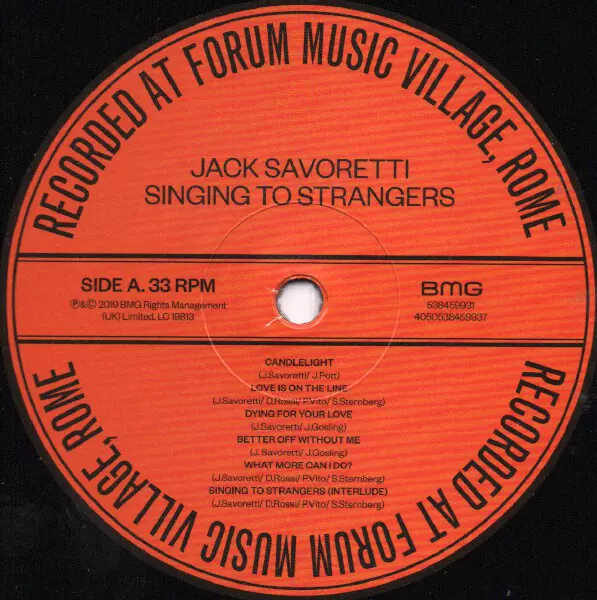 RECORDED AT FORUM MUSIC VILLAGE, ROME
JACK SAVORETTI
SINGING TO STRANGERS
SIDE A. 33 RPM
℗&© 2019 BMG Rights Management
(UK) Limited. LC 19813
BMG
538459931
4050538459937
CANDLELIGHT
(J.Savoretti/ J.Pott)
LOVE IS ON THE LINE
(J.Savoretti/ D.Rossi/ P.Vito/ S.Sternberg)
DYING FOR YOUR LOVE
(J.Savoretti/ J.Gosling)
BETTER OFF WITHOUT ME
(J. Savoretti/ J.Gosling)
WHAT MORE CAN I DO?
(J.Savoretti/ D.Rossi/ P.Vito/ S.Sternberg)
SINGING TO STRANGERS (INTERLUDE)
(J.Savoretti/ D.Rossi/ P.Vito/ S.Sternberg)
RECORDED AT FORUM MUSIC VILLAGE, ROME